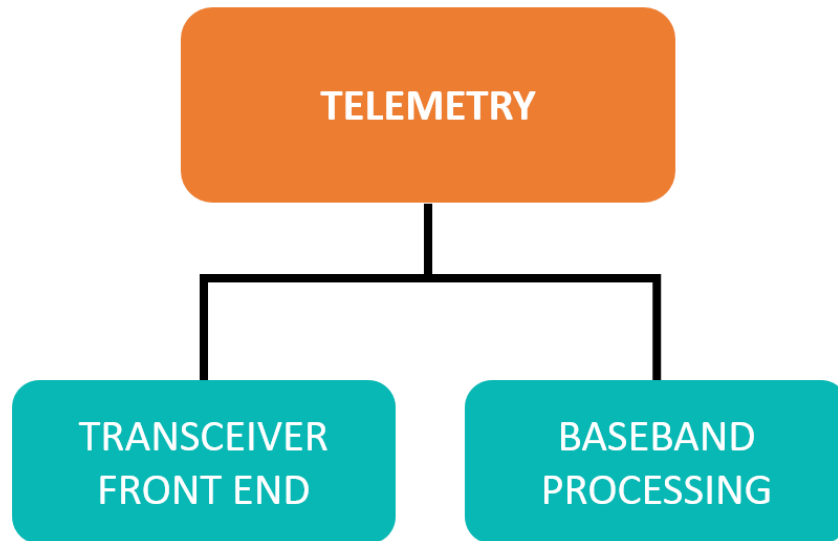 TELEMETRY
TRANSCEIVER
FRONT END
BASEBAND
PROCESSING